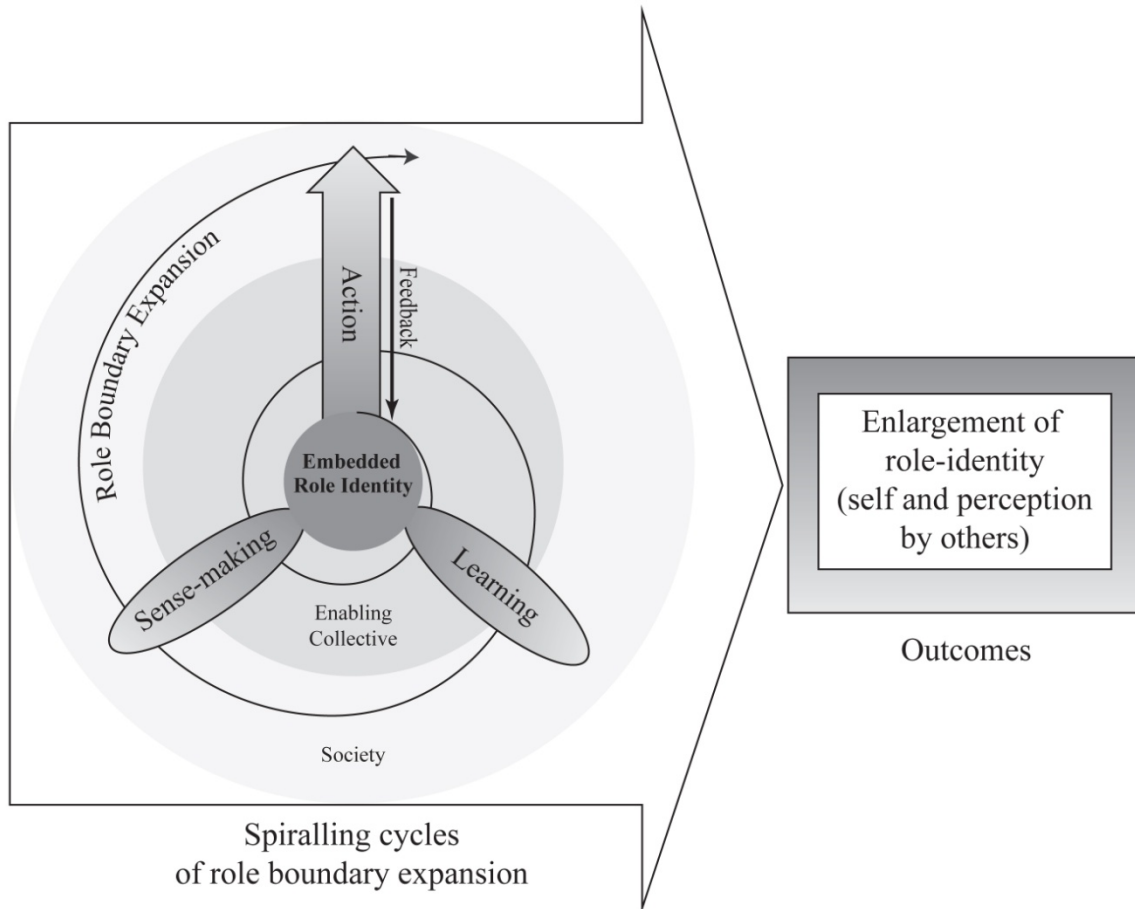 Role Boundary Expansion
Action
Feedback
Embedded
Role Identity
Sense-making
Learning
Enabling
Collective
Society
Spiralling cycles
of role boundary expansion
Enlargement of
role-identity
(self and perception
by others)
Outcomes